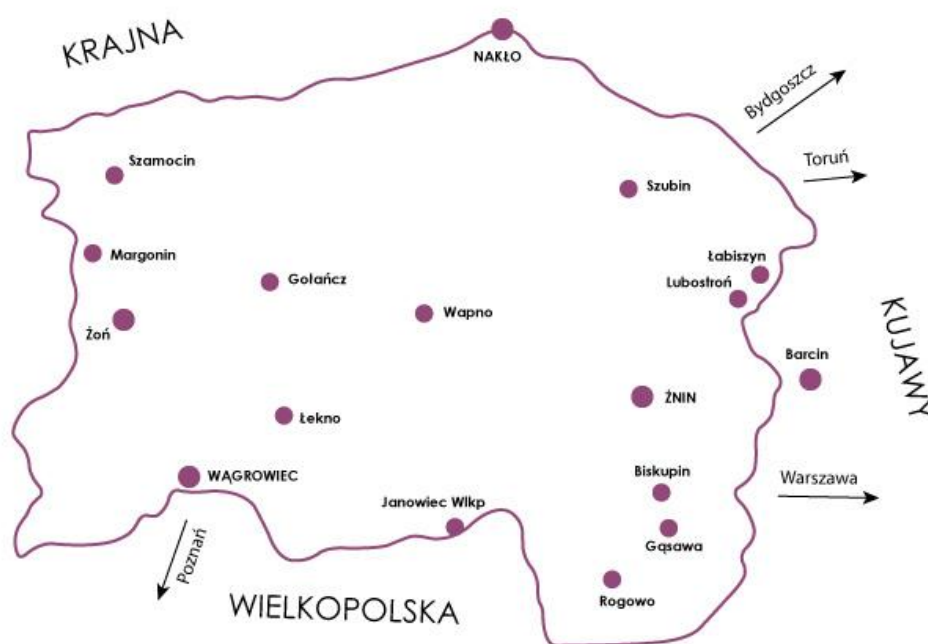 KRAJNA
NAKŁO
Bydgoszcz
Toruń
Szamocin
Szubin
Margonin
Gołańcz
Łabiszyn
Lubostroń
Wapno
Żoń
KUJAWY
Barcin
ŻNIN
Łekno
WĄGROWIEC
Biskupin
Warszawa
Janowiec Wlkp
Gąsawa
Poznań
Rogowo
WIELKOPOLSKA